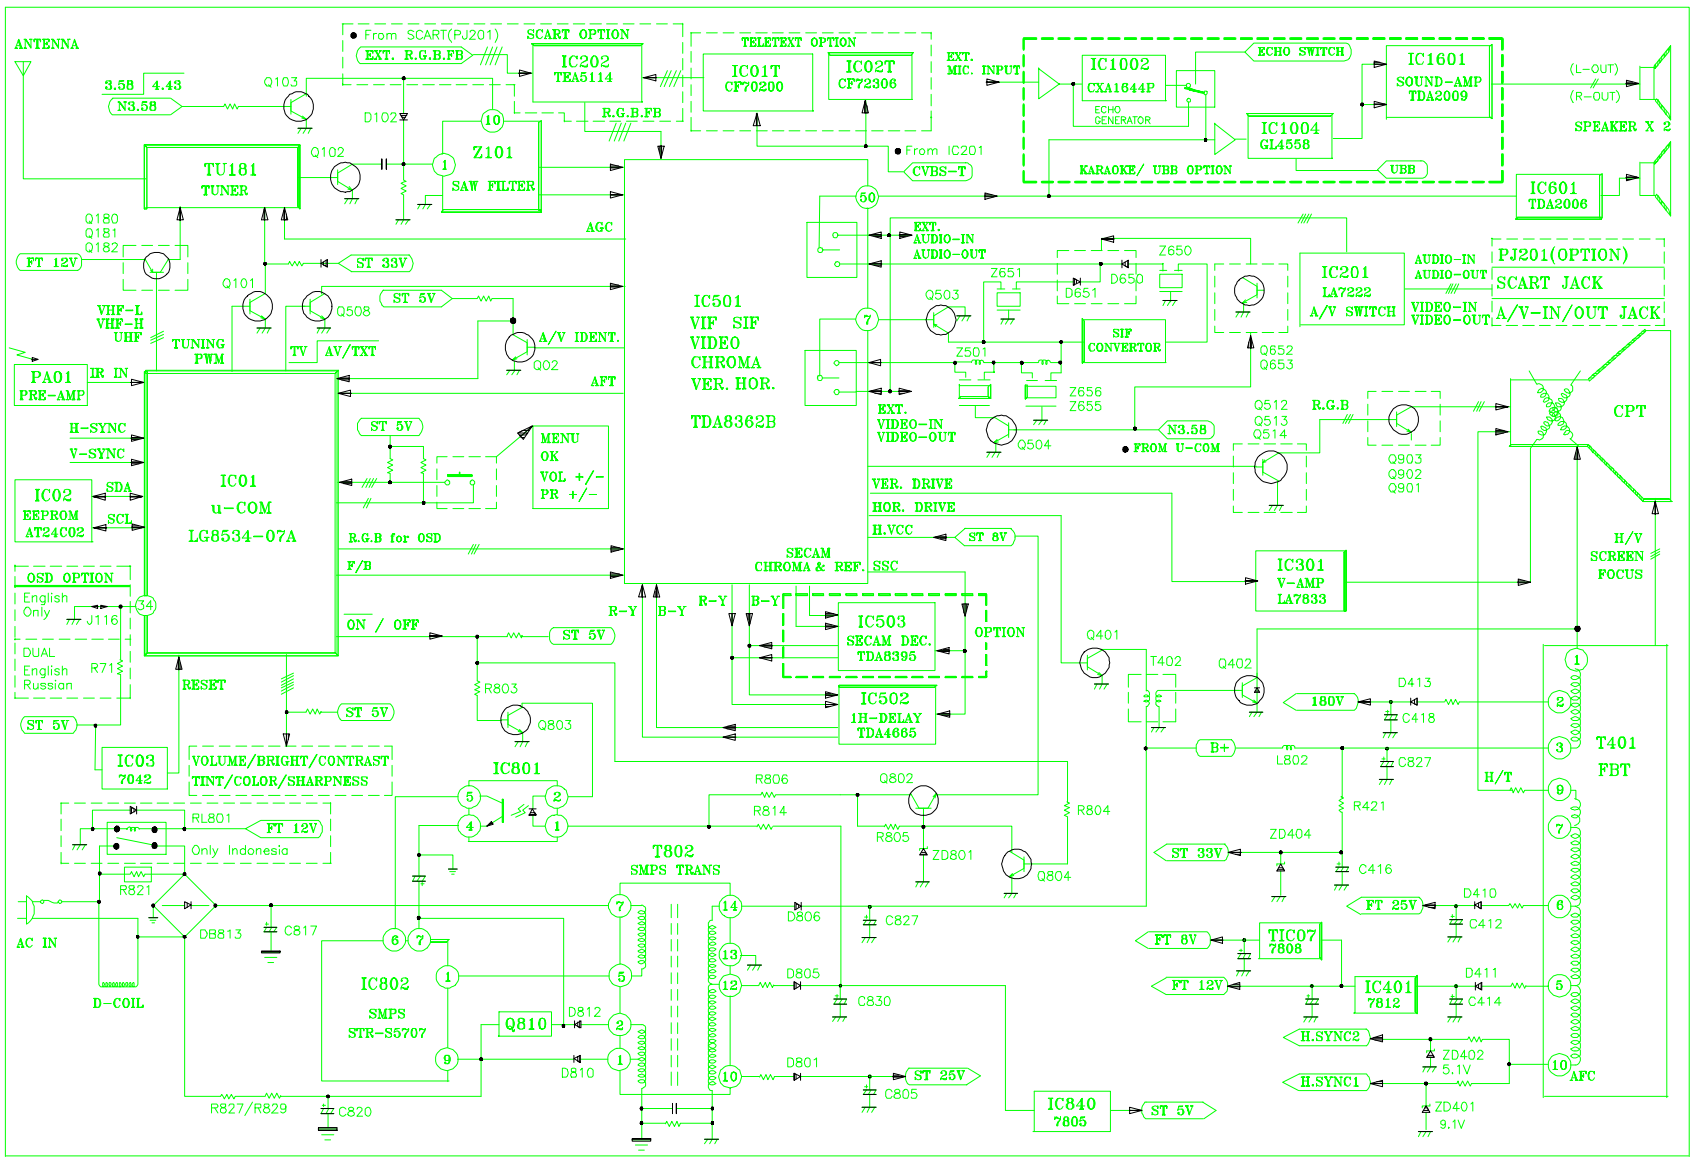 ANTENNA
3.58 4.43
N3.58
Q103
From SCART(PJ201)
SCART OPTION
EXT. R.G.B.FB
IC202
TEA5114
R.G.B.FB
TELETEXT OPTION
IC01T
CF70200
IC02T
CF72306
From IC201
CVBS-T
EXT.
MIC. INPUT
IC1002
CXA1644P
ECHO
GENERATOR
ECHO SWITCH
IC1601
SOUND-AMP
TDA2009
IC1004
GL4558
UBB
KARAOKE/ UBB OPTION
(L-OUT)
(R-OUT)
SPEAKER X 2
IC601
TDA2006
D102
10
Z101
1
SAW FILTER
TU181
TUNER
Q102
Q180
Q181
Q182
FT 12V
AGC
ST 33V
Q101
Q508
ST 5V
VHF-L
VHF-H
UHF
TUNING
PWM
TV AV/TXT
Q02
A/V IDENT.
AFT
PA01
PRE-AMP
IR IN
H-SYNC
V-SYNC
IC02
EEPROM
AT24C02
SDA
SCL
IC01
u-COM
LG8534-07A
ST 5V
MENU
OK
VOL +/-
PR +/-
R.G.B for OSD
F/B
ON / OFF
ST 5V
IC501
VIF SIF
VIDEO
CHROMA
VER. HOR.
TDA8362B
SECAM
CHROMA & REF.
50
7
EXT.
AUDIO-IN
AUDIO-OUT
Z651
D651
D650
Z650
Q503
SIF
CONVERTOR
Z501
Z656
Z655
EXT.
VIDEO-IN
VIDEO-OUT
Q504
N3.58
FROM U-COM
Q652
Q653
IC201
LA7222
A/V SWITCH
AUDIO-IN
AUDIO-OUT
VIDEO-IN
VIDEO-OUT
PJ201(OPTION)
SCART JACK
A/V-IN/OUT JACK
Q512
Q513
Q514
R.G.B
Q903
Q902
Q901
CPT
VER. DRIVE
HOR. DRIVE
H.VCC
ST 8V
SSC
IC301
V-AMP
LA7833
H/V
SCREEN
FOCUS
OSD OPTION
English
Only
J116
34
DUAL
English
Russian
R71
ST 5V
RESET
IC03
7042
ST 5V
VOLUME/BRIGHT/CONTRAST
TINT/COLOR/SHARPNESS
R-Y
B-Y
R-Y
B-Y
IC503
SECAM DEC.
TDA8395
OPTION
IC502
1H-DELAY
TDA4665
R803
Q803
Q401
T402
Q402
180V
D413
C418
B+
L802
C827
H/T
R421
T401
FBT
1
2
3
9
7
6
5
10
AFC
IC801
5
4
2
1
R806
R814
Q802
R805
ZD801
Q804
R804
ZD404
ST 33V
C416
FT 25V
D410
C412
FT 8V
TIC07
7808
FT 12V
IC401
7812
D411
C414
H.SYNC2
ZD402
5.1V
H.SYNC1
ZD401
9.1V
RL801
FT 12V
Only Indonesia
R821
AC IN
D-COIL
DB813
C817
6
7
IC802
SMPS
STR-S5707
1
9
Q810
D812
D810
R827/R829
C820
T802
SMPS TRANS
7
5
2
1
14
13
12
10
D806
C827
D805
C830
D801
C805
ST 25V
IC840
7805
ST 5V